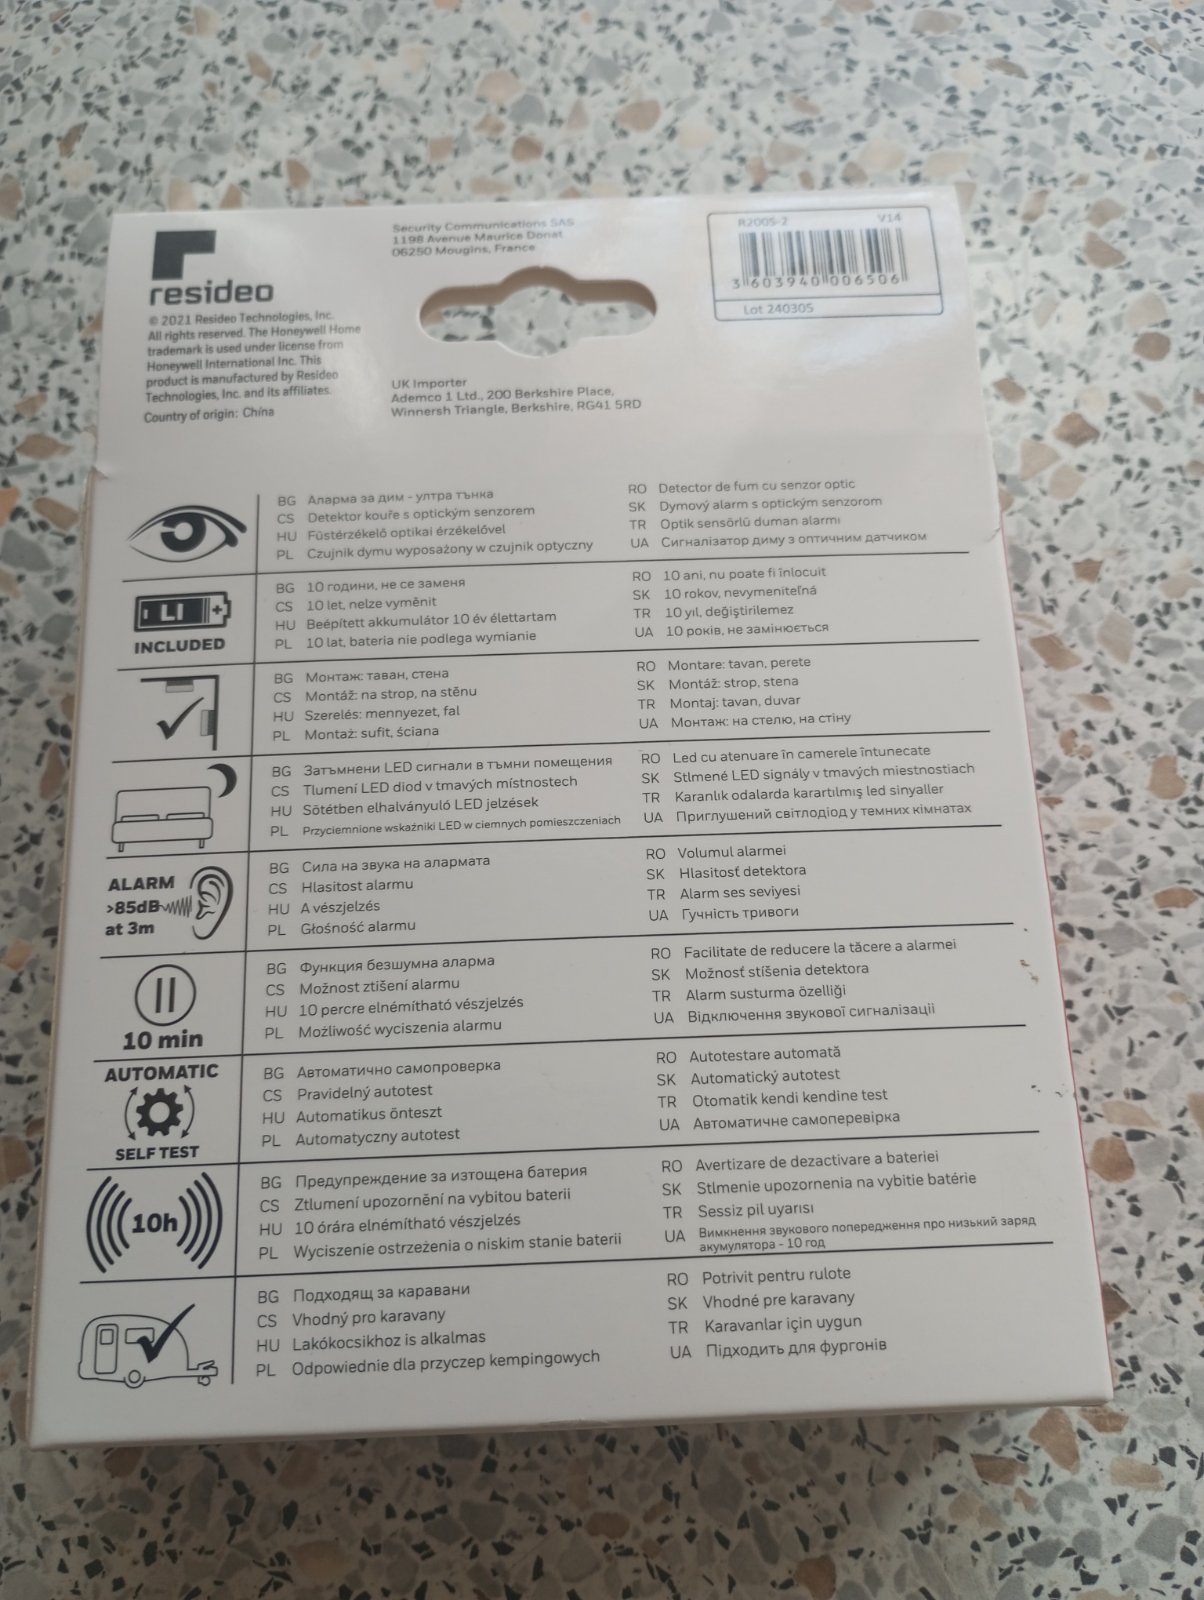 resideo
© 2021 Resideo Technologies, Inc.
All rights reserved. The Honeywell Home
trademark is used under license from
Honeywell International Inc. This
product is manufactured by Resideo
Technologies, Inc. and its affiliates.
Country of origin: China
Security Communications SAS
1198 Avenue Maurice Donat
06250 Mougins, France
UK Importer
Ademco 1 Ltd., 200 Berkshire Place,
Winnersh Triangle, Berkshire, RG41 5RD
R200S-2 V14
3 603940 006506
Lot 240305
BG Аларма за дим - ултра тънка
CS Detektor kouře s optickým senzorem
HU Füstérzékelő optikai érzékelővel
PL Czujnik dymu wyposażony w czujnik optyczny
RO Detector de fum cu senzor optic
SK Dymový alarm s optickým senzorom
TR Optik sensörlü duman alarmı
UA Сигналізатор диму з оптичним датчиком
LI +
INCLUDED
BG 10 години, не се заменя
CS 10 let, nelze vyměnit
HU Beépített akkumulátor 10 év élettartam
PL 10 lat, bateria nie podlega wymianie
RO 10 ani, nu poate fi înlocuit
SK 10 rokov, nevymeniteľná
TR 10 yıl, değiştirilemez
UA 10 років, не замінюється
BG Монтаж: таван, стена
CS Montáž: na strop, na stěnu
HU Szerelés: mennyezet, fal
PL Montaż: sufit, ściana
RO Montare: tavan, perete
SK Montáž: strop, stena
TR Montaj: tavan, duvar
UA Монтаж: на стелю, на стіну
BG Затъмнени LED сигнали в тъмни помещения
CS Tlumení LED diod v tmavých místnostech
HU Sötétben elhalványuló LED jelzések
PL Przyciemnione wskaźniki LED w ciemnych pomieszczeniach
RO Led cu atenuare în camerele întunecate
SK Stlmené LED signály v tmavých miestnostiach
TR Karanlık odalarda karartılmış led sinyaller
UA Приглушений світлодіод у темних кімнатах
ALARM
>85dB
at 3m
BG Сила на звука на алармата
CS Hlasitost alarmu
HU A vészjelzés
PL Głośność alarmu
RO Volumul alarmei
SK Hlasitosť detektora
TR Alarm ses seviyesi
UA Гучність тривоги
10 min
BG Функция безшумна аларма
CS Možnost ztišení alarmu
HU 10 percre elnémítható vészjelzés
PL Możliwość wyciszenia alarmu
RO Facilitate de reducere la tăcere a alarmei
SK Možnosť stíšenia detektora
TR Alarm susturma özelliği
UA Відключення звукової сигналізації
AUTOMATIC
SELF TEST
BG Автоматично самопроверка
CS Pravidelný autotest
HU Automatikus önteszt
PL Automatyczny autotest
RO Autotestare automată
SK Automatický autotest
TR Otomatik kendi kendine test
UA Автоматичне самоперевірка
10h
BG Предупреждение за изтощена батерия
CS Ztlumení upozornění na vybitou baterii
HU 10 órára elnémítható vészjelzés
PL Wyciszenie ostrzeżenia o niskim stanie baterii
RO Avertizare de dezactivare a bateriei
SK Stlmenie upozornenia na vybitie batérie
TR Sessiz pil uyarısı
UA Вимкнення звукового попередження про низький заряд
акумулятора - 10 год
BG Подходящ за каравани
CS Vhodný pro karavany
HU Lakókocsikhoz is alkalmas
PL Odpowiednie dla przyczep kempingowych
RO Potrivit pentru rulote
SK Vhodné pre karavany
TR Karavanlar için uygun
UA Підходить для фургонів